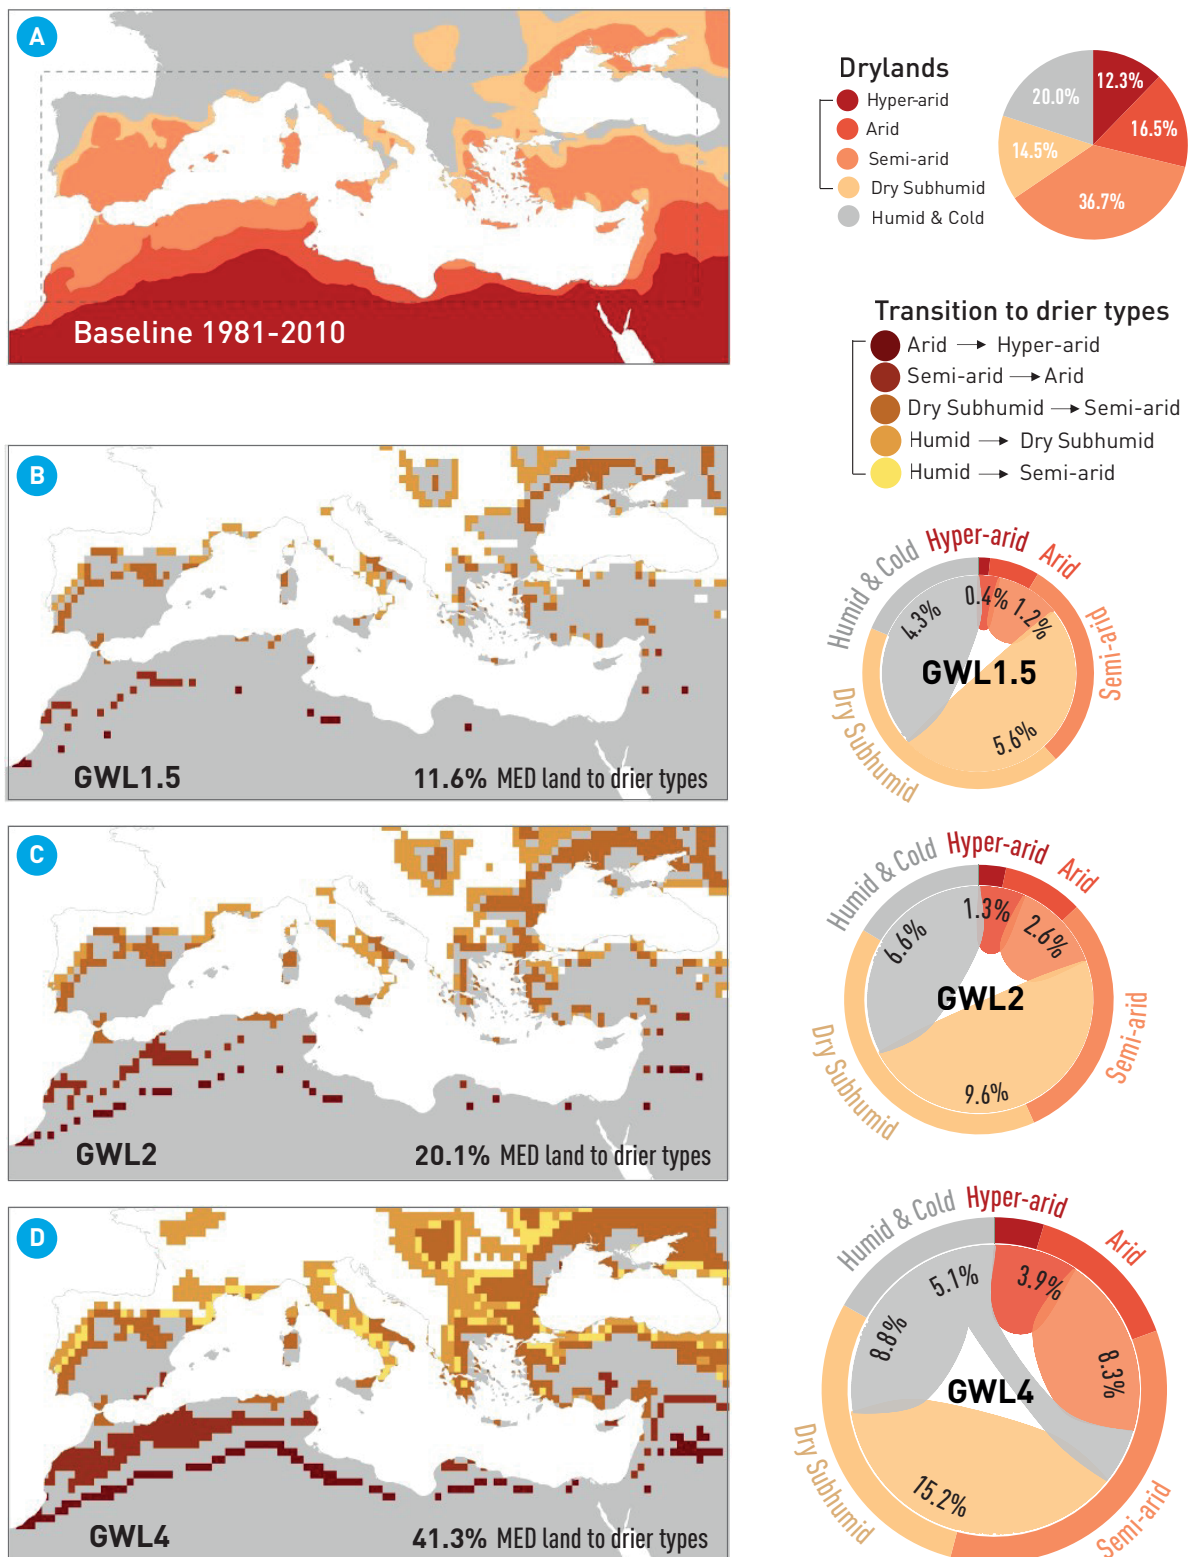 A
Baseline 1981-2010
Drylands
Hyper-arid
Arid
Semi-arid
Dry Subhumid
Humid & Cold
12.3%
16.5%
36.7%
14.5%
20.0%
Transition to drier types
Arid → Hyper-arid
Semi-arid → Arid
Dry Subhumid → Semi-arid
Humid → Dry Subhumid
Humid → Semi-arid
B
GWL1.5
11.6% MED land to drier types
Humid & Cold
Hyper-arid
Arid
Semi-arid
Dry Subhumid
4.3%
0.4%
1.2%
5.6%
GWL1.5
C
GWL2
20.1% MED land to drier types
Humid & Cold
Hyper-arid
Arid
Semi-arid
Dry Subhumid
6.6%
1.3%
2.6%
9.6%
GWL2
D
GWL4
41.3% MED land to drier types
Humid & Cold
Hyper-arid
Arid
Semi-arid
Dry Subhumid
8.8%
5.1%
3.9%
8.3%
15.2%
GWL4